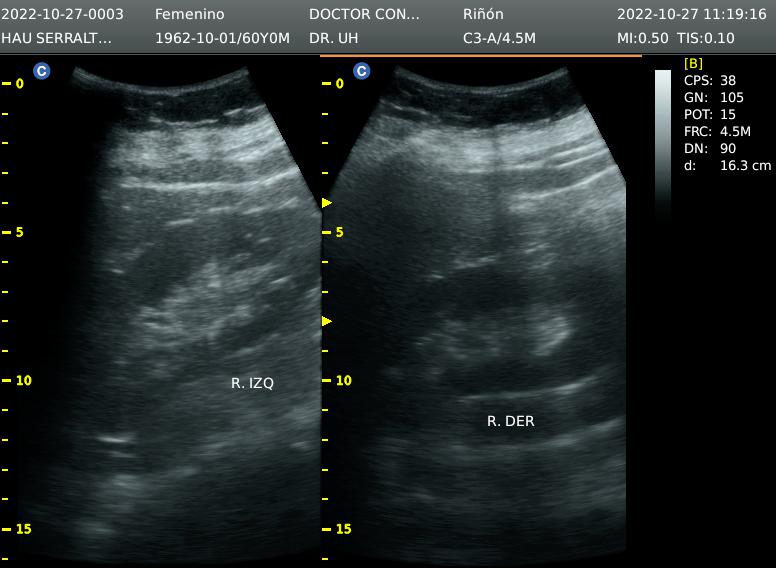 2022-10-27-0003 Femenino DOCTOR CON... Riñón 2022-10-27 11:19:16
HAU SERRALT... 1962-10-01/60Y0M DR. UH C3-A/4.5M MI:0.50 TIS:0.10
C C
[B]
0 0
CPS: 38
GN: 105
POT: 15
FRC: 4.5M
DN: 90
d: 16.3 cm
5 5
10 10
R. IZQ
R. DER
15 15